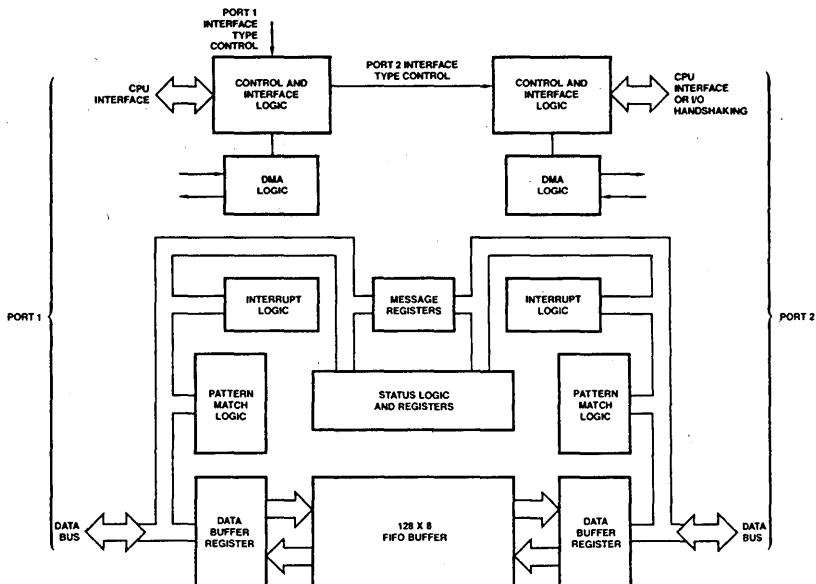 PORT 1
INTERFACE
TYPE
CONTROL
CPU
INTERFACE
CONTROL AND
INTERFACE
LOGIC
PORT 2 INTERFACE
TYPE CONTROL
CONTROL AND
INTERFACE
LOGIC
CPU
INTERFACE
OR I/O
HANDSHAKING
DMA
LOGIC
DMA
LOGIC
INTERRUPT
LOGIC
MESSAGE
REGISTERS
INTERRUPT
LOGIC
PORT 1
PORT 2
PATTERN
MATCH
LOGIC
STATUS LOGIC
AND REGISTERS
PATTERN
MATCH
LOGIC
DATA
BUS
DATA
BUFFER
REGISTER
128 X 8
FIFO BUFFER
DATA
BUFFER
REGISTER
DATA
BUS